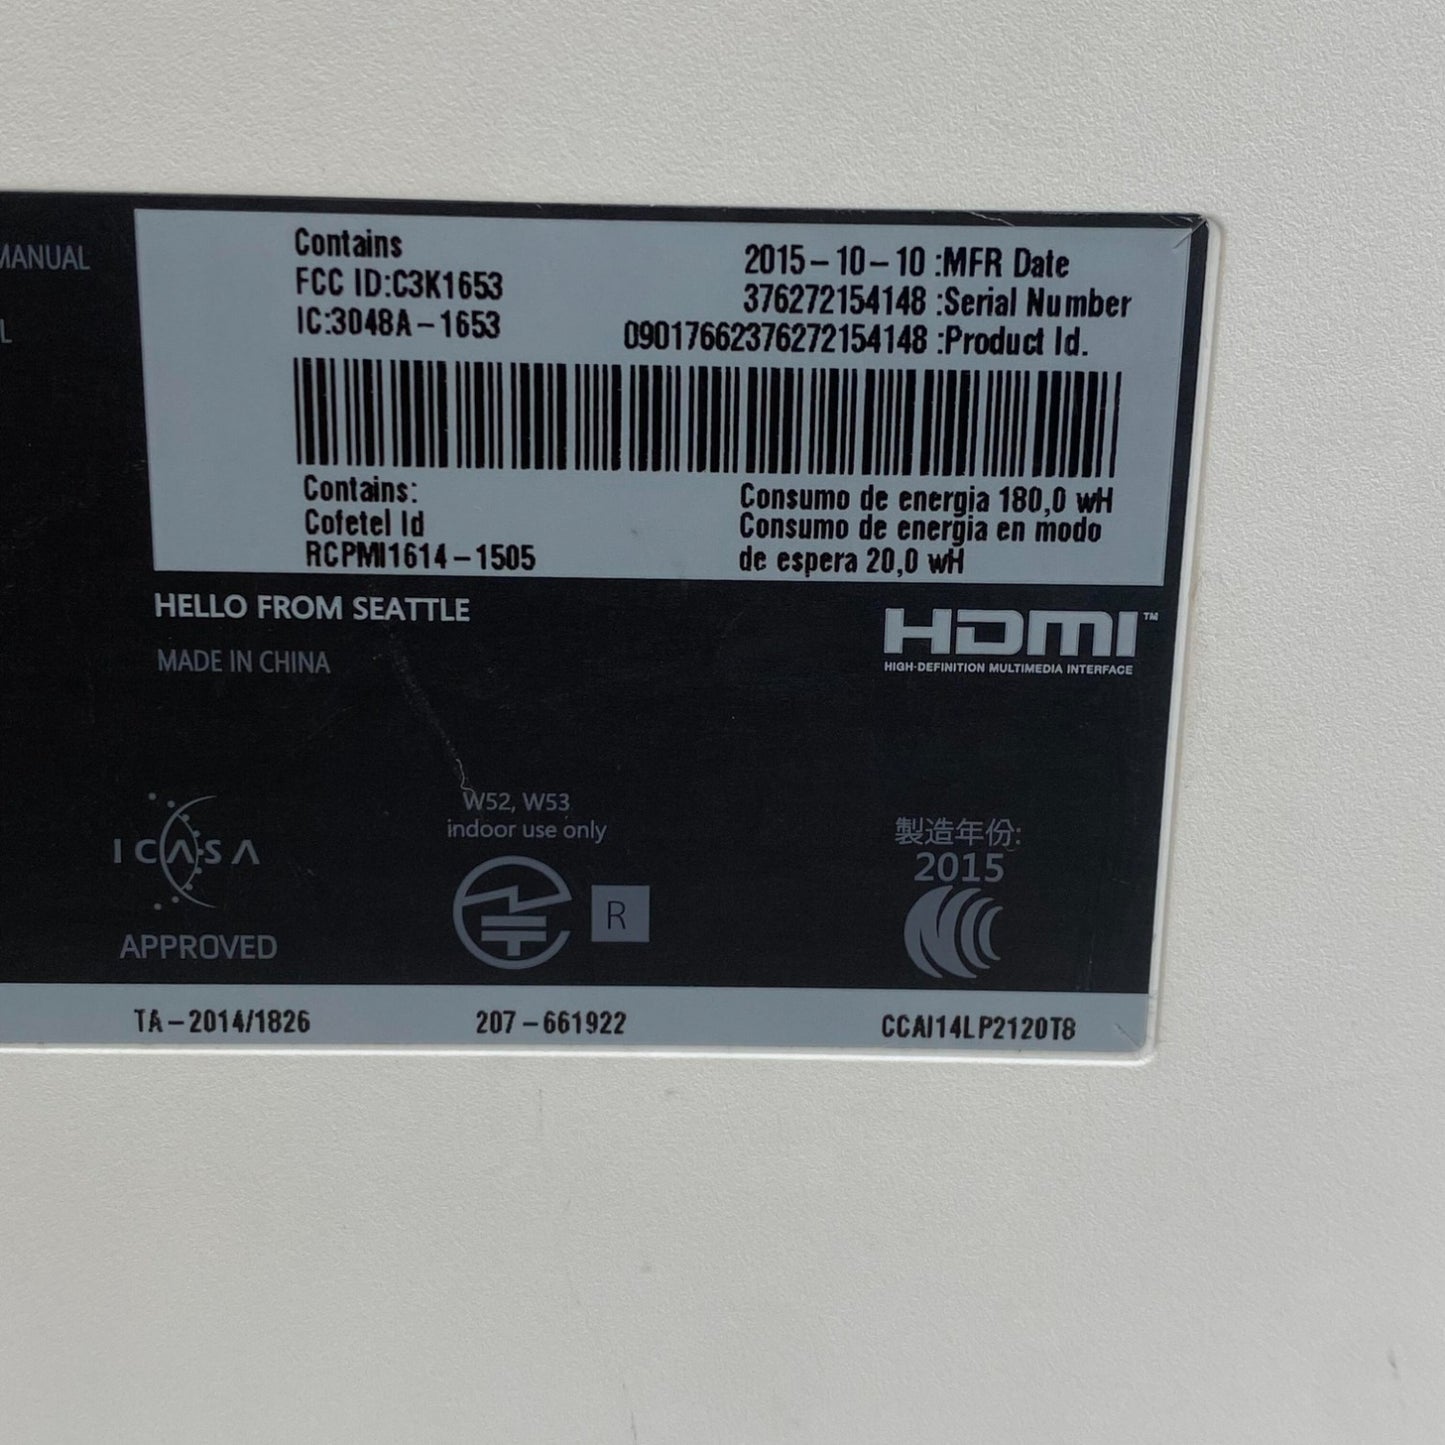 MANUAL
L
Contains
FCC ID:C3K1653
IC:3048A-1653
2015-10-10 :MFR Date
376272154148 :Serial Number
09017662376272154148 :Product Id.
Contains:
Cofetel Id
RCPMI1614-1505
Consumo de energia 180,0 wH
Consumo de energia en modo
de espera 20,0 wH
HELLO FROM SEATTLE
MADE IN CHINA
HDMI™
HIGH-DEFINITION MULTIMEDIA INTERFACE
ICASA
APPROVED
W52, W53
indoor use only
R
製造年份:
2015
TA-2014/1826
207-661922
CCAI14LP2120T8